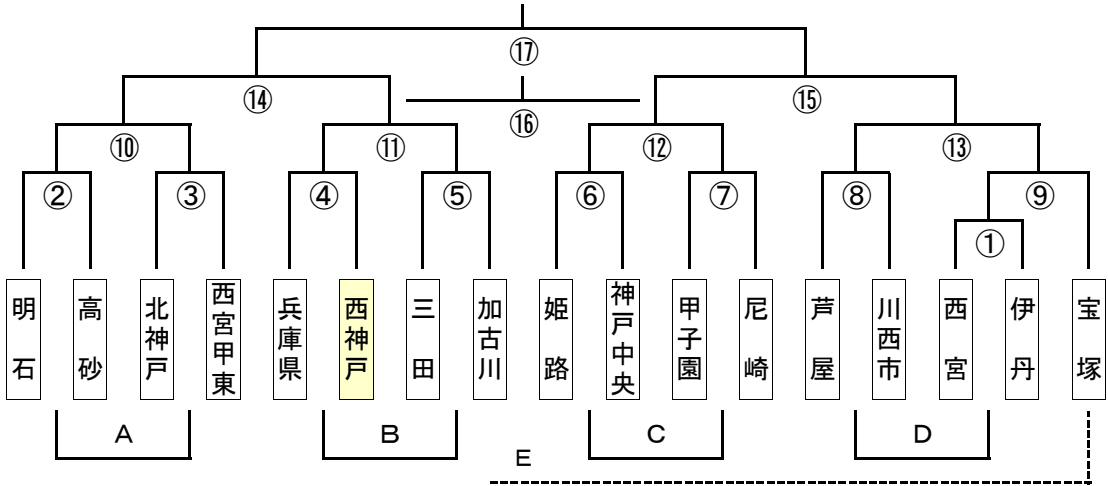 ⑰
⑭
⑯
⑮
⑩
⑪
⑫
⑬
②
③
④
⑤
⑥
⑦
⑧
⑨
①
明石
高砂
北神戸
西宮甲東
兵庫県
西神戸
三田
加古川
姫路
神戸中央
甲子園
尼崎
芦屋
川西市
西宮
伊丹
宝塚
A
B
C
D
E